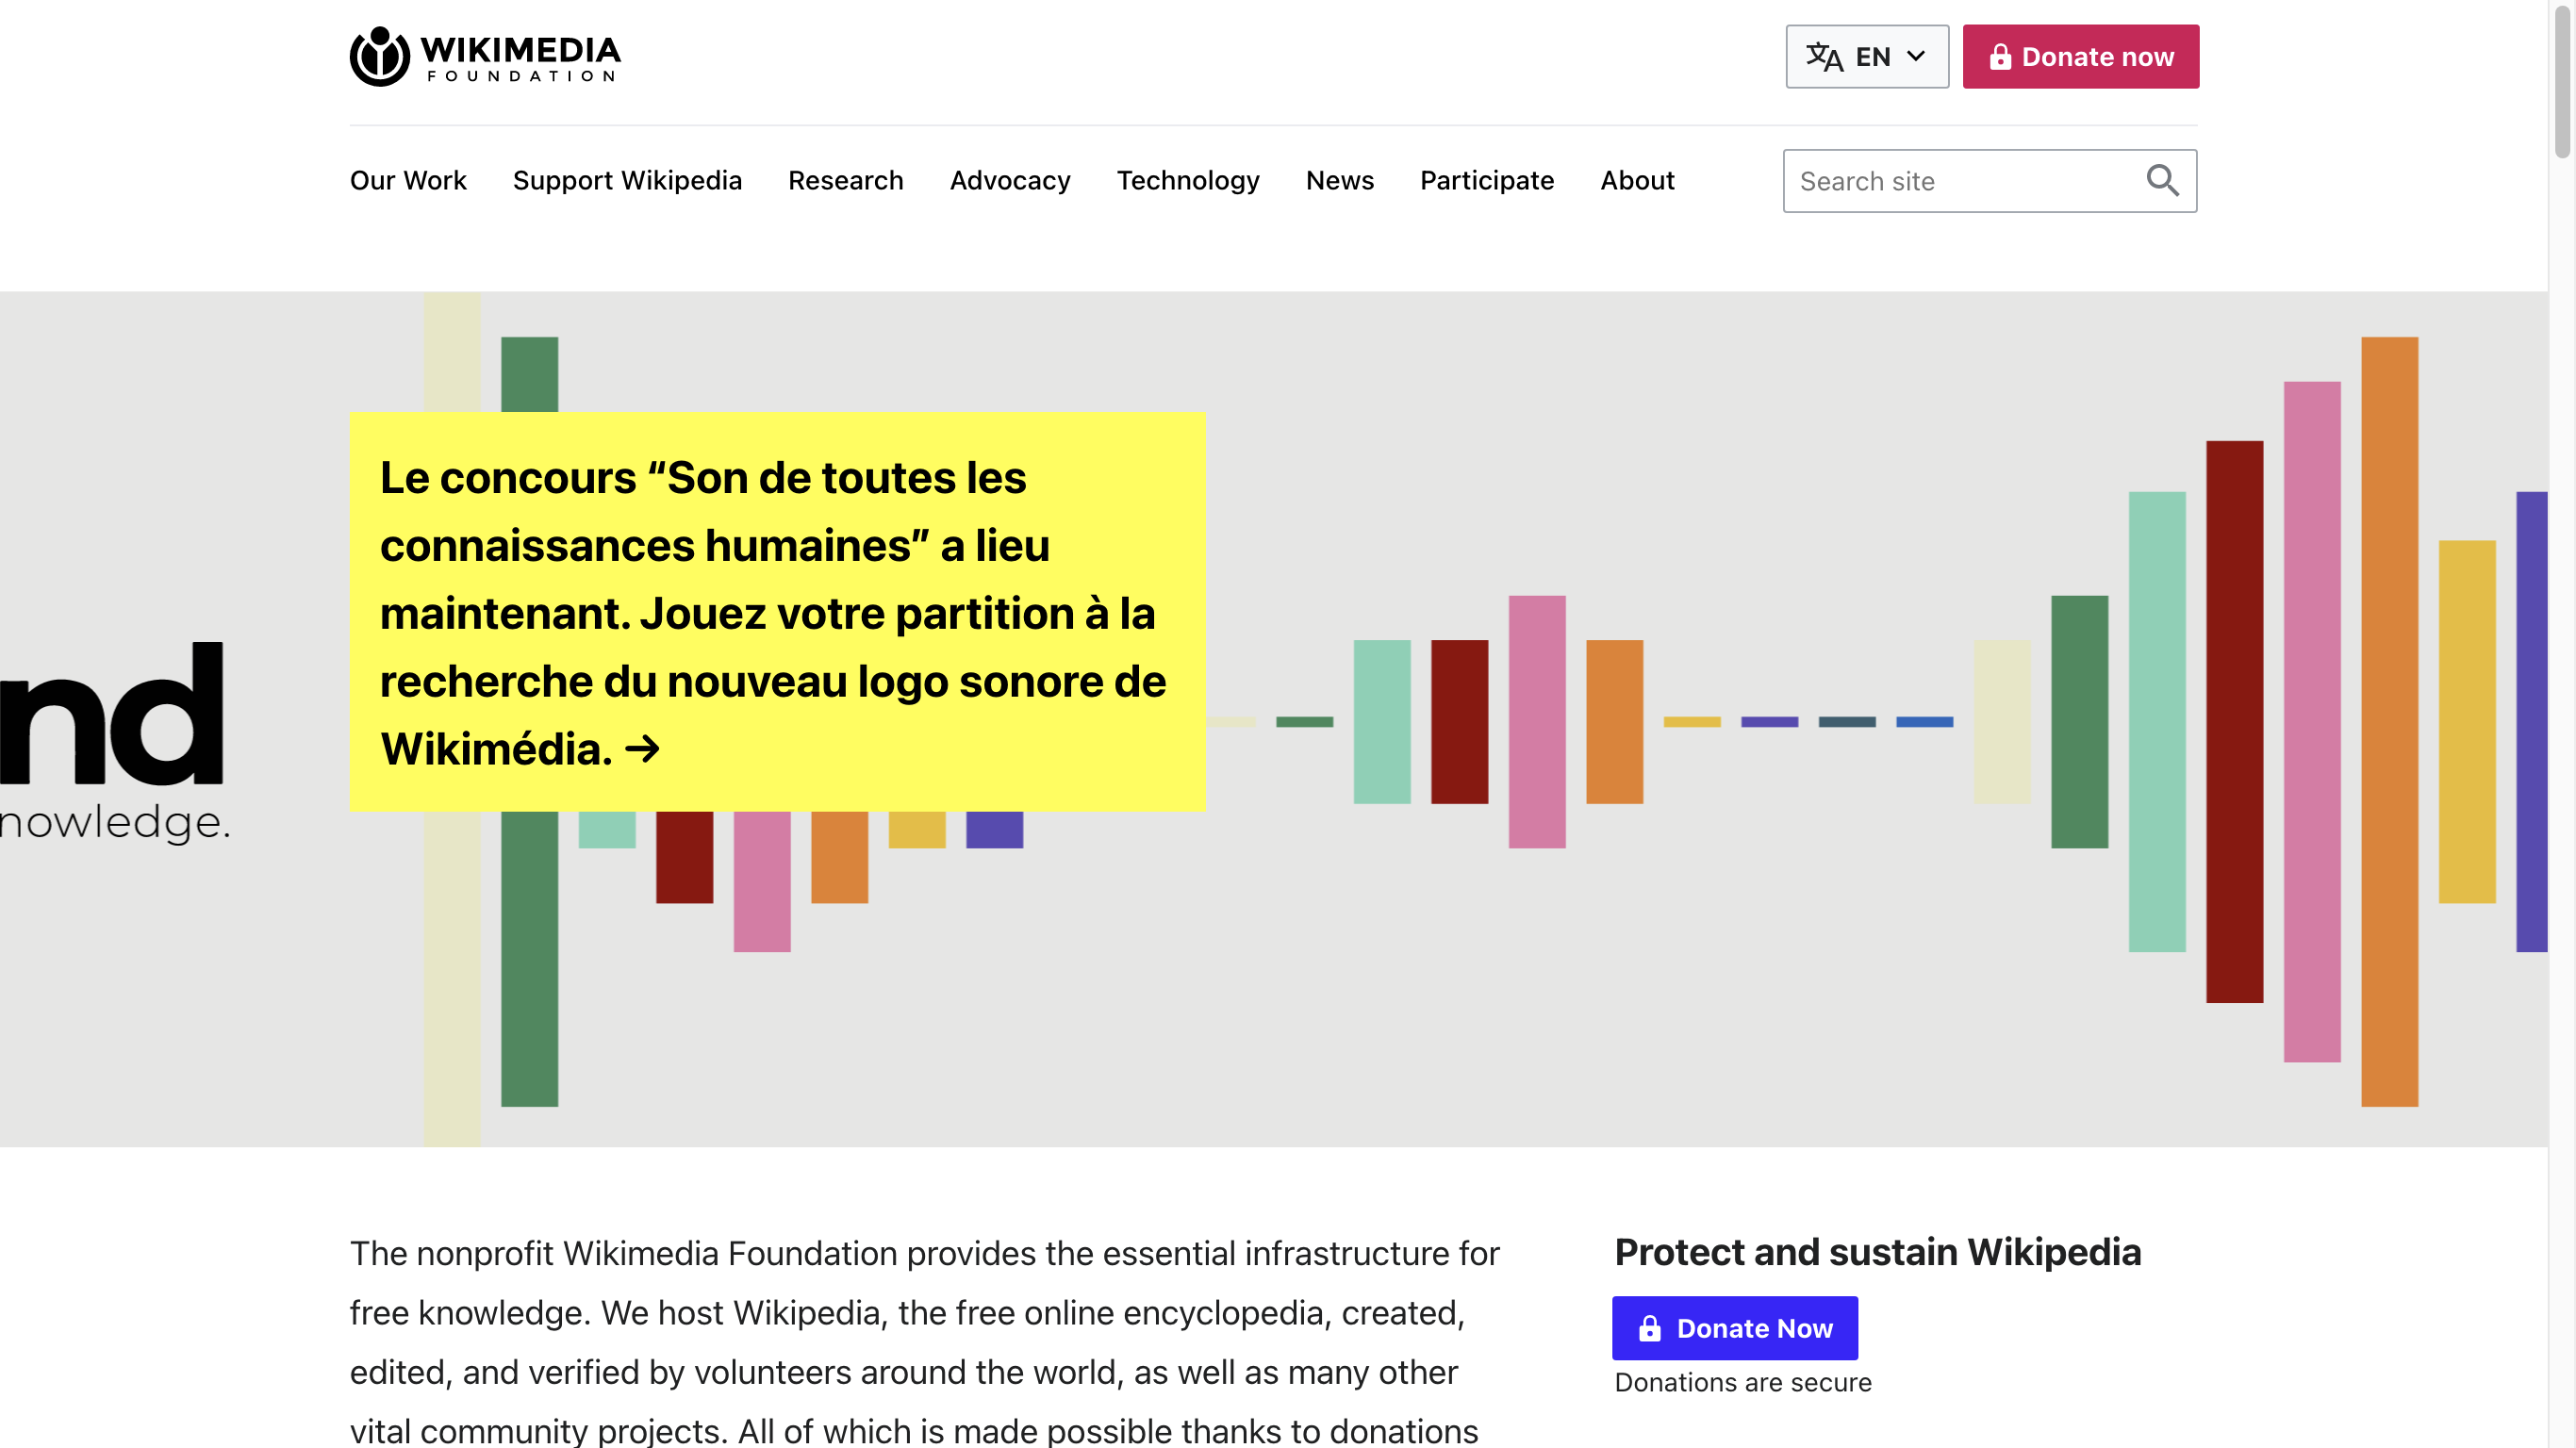 WIKIMEDIA
FOUNDATION
EN
Donate now
Our Work
Support Wikipedia
Research
Advocacy
Technology
News
Participate
About
Search site
nd
nowledge.
Le concours “Son de toutes les
connaissances humaines” a lieu
maintenant. Jouez votre partition à la
recherche du nouveau logo sonore de
Wikimédia. →
The nonprofit Wikimedia Foundation provides the essential infrastructure for
free knowledge. We host Wikipedia, the free online encyclopedia, created,
edited, and verified by volunteers around the world, as well as many other
vital community projects. All of which is made possible thanks to donations
Protect and sustain Wikipedia
Donate Now
Donations are secure